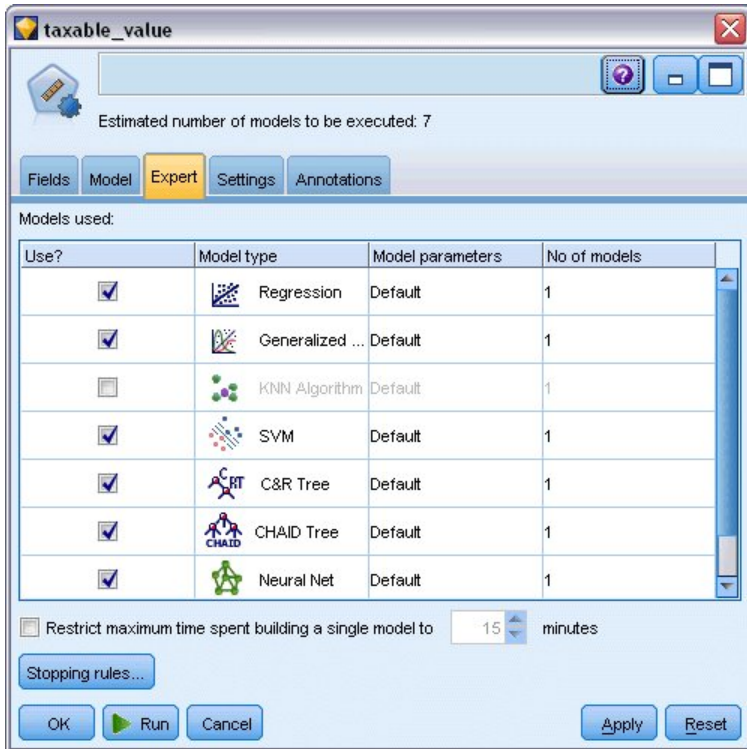 taxable_value
Estimated number of models to be executed: 7
Fields Model Expert Settings Annotations
Models used:
Use? Model type Model parameters No of models
Regression Default 1
Generalized ... Default 1
KNN Algorithm Default 1
SVM Default 1
C&RT C&R Tree Default 1
CHAID CHAID Tree Default 1
Neural Net Default 1
Restrict maximum time spent building a single model to 15 minutes
Stopping rules...
OK Run Cancel Apply Reset